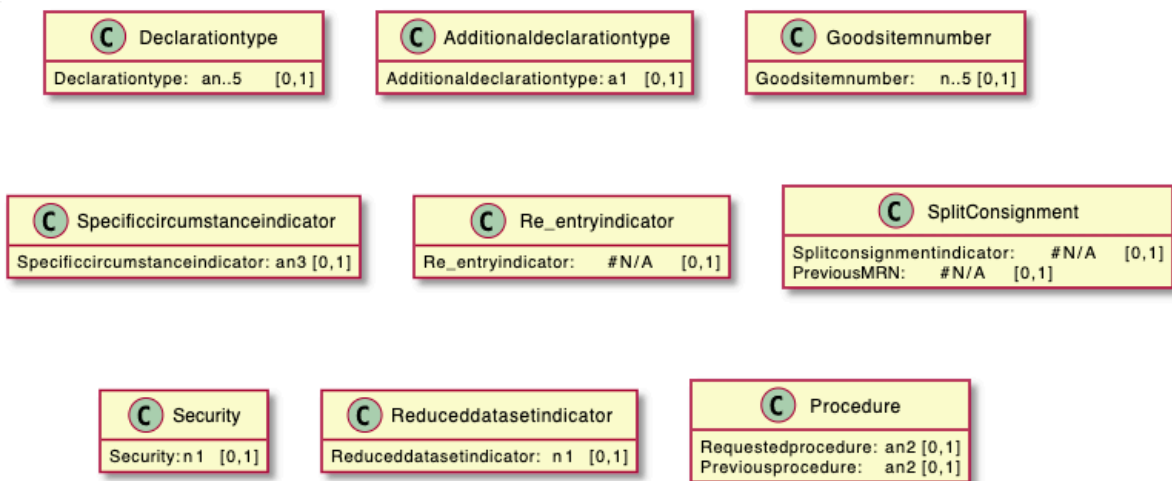 C Declarationtype
Declarationtype: an..5 [0,1]
C Additionaldeclarationtype
Additionaldeclarationtype: a1 [0,1]
C Goodsitemnumber
Goodsitemnumber: n..5 [0,1]
C Specificcircumstanceindicator
Specificcircumstanceindicator: an3 [0,1]
C Re_entryindicator
Re_entryindicator: #N/A [0,1]
C SplitConsignment
Splitconsignmentindicator: #N/A [0,1]
PreviousMRN: #N/A [0,1]
C Security
Security: n1 [0,1]
C Reduceddatasetindicator
Reduceddatasetindicator: n1 [0,1]
C Procedure
Requestedprocedure: an2 [0,1]
Previousprocedure: an2 [0,1]